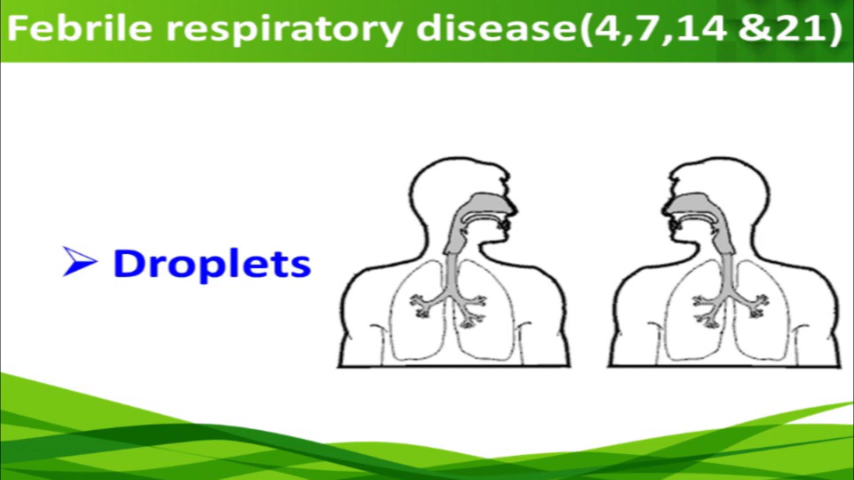 Febrile respiratory disease(4,7,14 &21)
➢ Droplets